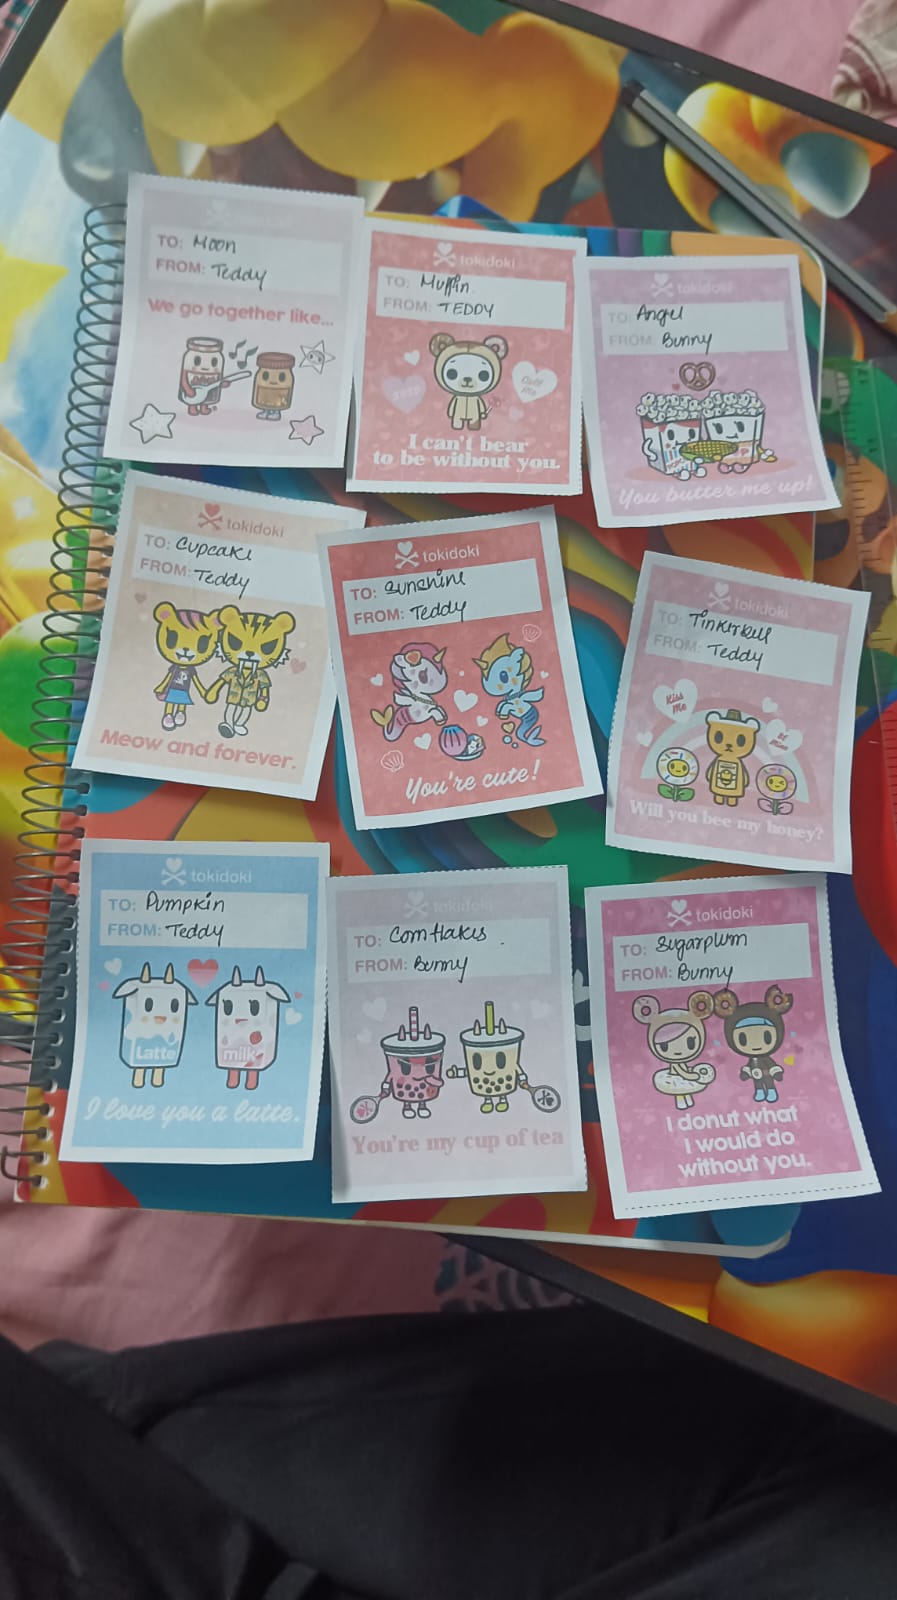 TO: Moon
FROM: Teddy
We go together like...
tokidoki
TO: Muffin
FROM: TEDDY
Call Me
I can't bear
to be without you.
tokidoki
TO: Angel
FROM: Bunny
You butter me up!
tokidoki
TO: Cupcake
FROM: Teddy
Meow and forever.
tokidoki
TO: Sunshine
FROM: Teddy
You're cute!
tokidoki
TO: Tinkerbell
FROM: Teddy
Kiss
Me
Be
Mine
Will you bee my honey?
tokidoki
TO: Pumpkin
FROM: Teddy
Latte
milk
I love you a latte.
tokidoki
TO: Cornflakes
FROM: Bunny
You're my cup of tea
tokidoki
TO: Sugarplum
FROM: Bunny
I donut what
I would do
without you.